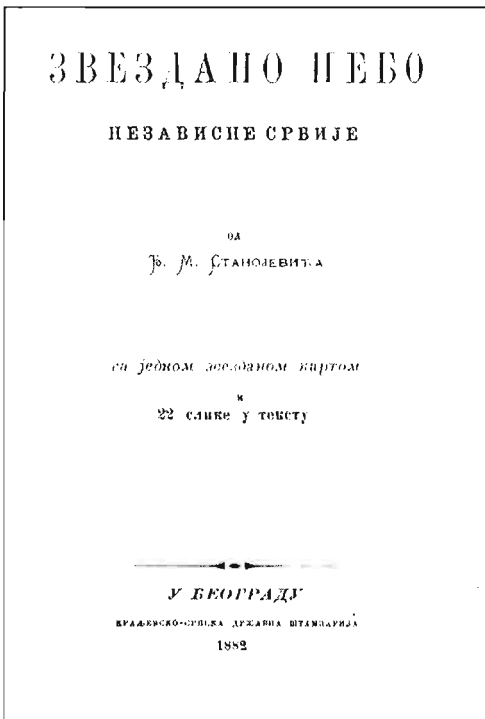 ЗВЕЗДАНО НЕБО
НЕЗАВИСНЕ СРБИЈЕ
ОД
Ђ. М. СТАНОЈЕВИЋА
са једном звезданом картом
и
22 слике у тексту
У БЕОГРАДУ
КРАЉЕВСКО-СРПСКА ДРЖАВНА ШТАМПАРИЈА
1882